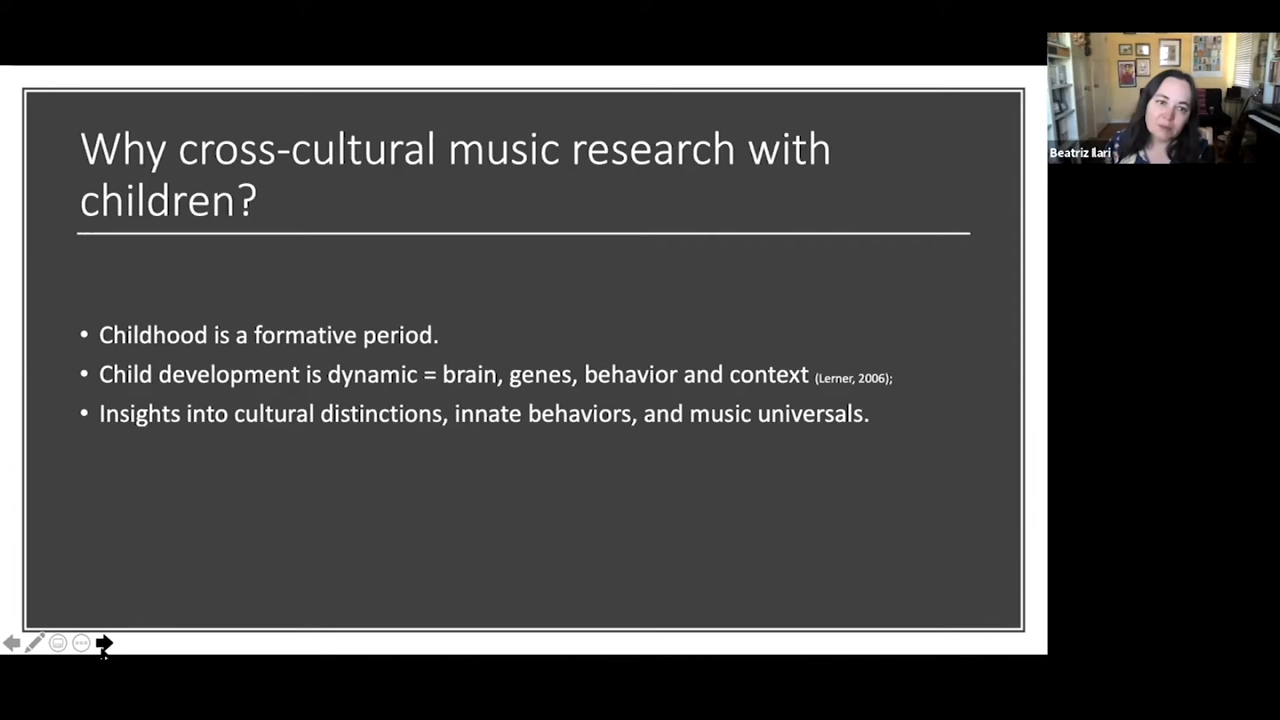 Why cross-cultural music research with
children?
• Childhood is a formative period.
• Child development is dynamic = brain, genes, behavior and context (Lerner, 2006);
• Insights into cultural distinctions, innate behaviors, and music universals.
Beatriz Ilari